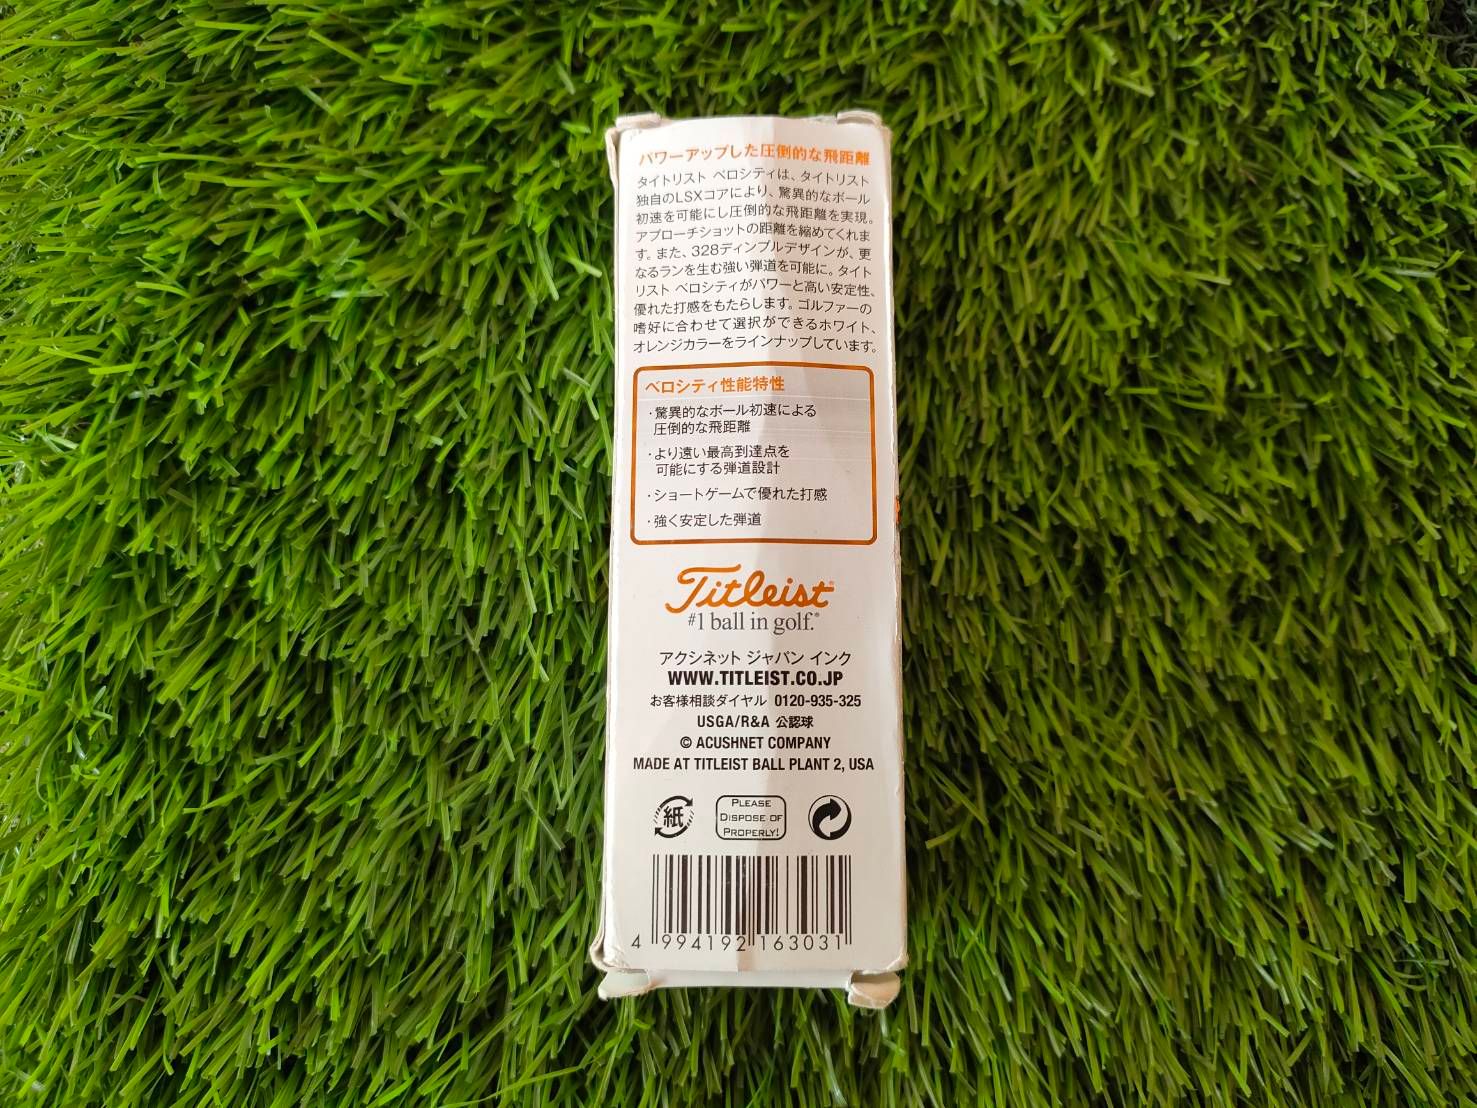 パワーアップした圧倒的な飛距離
タイトリスト ベロシティは、タイトリスト
独自のLSXコアにより、驚異的なボール
初速を可能にし圧倒的な飛距離を実現。
アプローチショットの距離を縮めてくれま
す。また、328ディンプルデザインが、更
なるランを生む強い弾道を可能に。タイト
リスト ベロシティがパワーと高い安定性、
優れた打感をもたらします。ゴルファーの
嗜好に合わせて選択ができるホワイト、
オレンジカラーをラインナップしています。
ベロシティ性能特性
・驚異的なボール初速による
圧倒的な飛距離
・より遠い最高到達点を
可能にする弾道設計
・ショートゲームで優れた打感
・強く安定した弾道
Titleist®
#1 ball in golf.®
アクシネット ジャパン インク
WWW.TITLEIST.CO.JP
お客様相談ダイヤル 0120-935-325
USGA/R&A 公認球
© ACUSHNET COMPANY
MADE AT TITLEIST BALL PLANT 2, USA
紙
PLEASE
DISPOSE OF
PROPERLY!
4 994192 163031